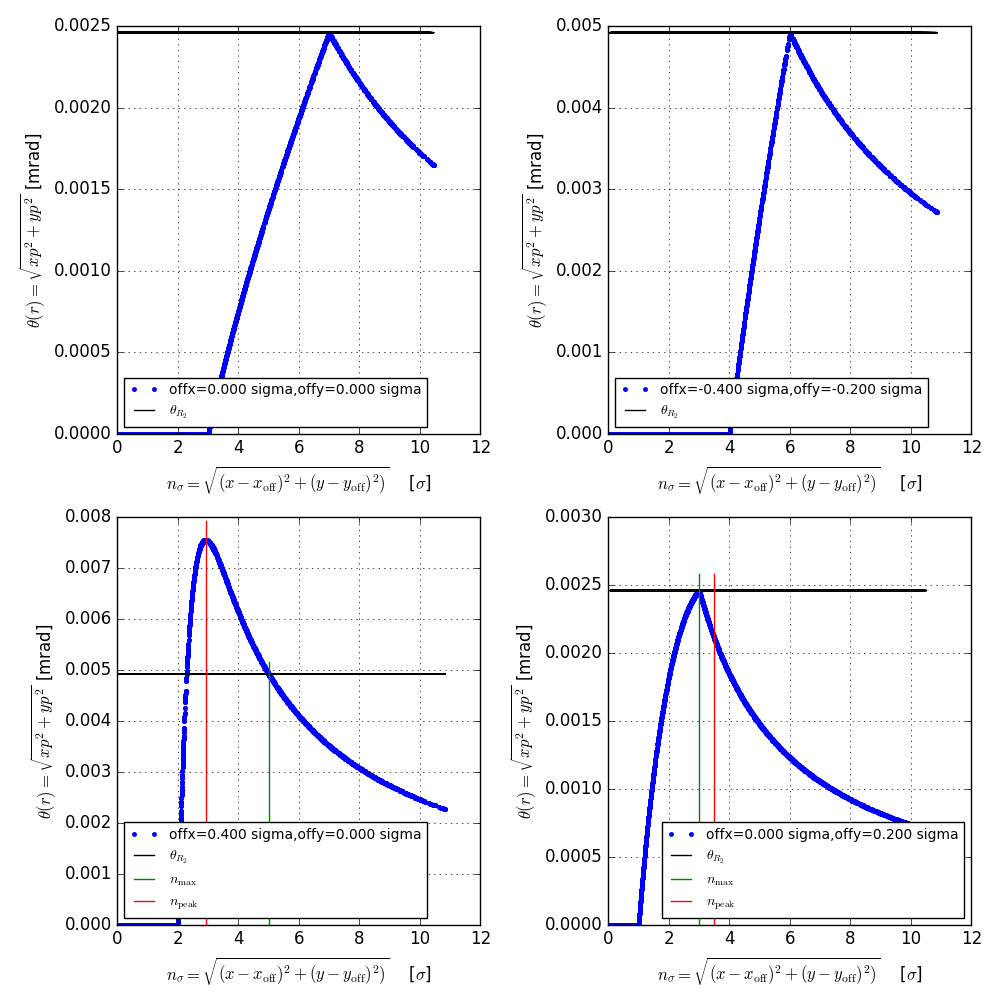 0.0025
0.0020
0.0015
0.0010
0.0005
0.0000
θ(r) = √xp² + yp² [mrad]
offx=0.000 sigma,offy=0.000 sigma
θ_R₂
0 2 4 6 8 10 12
n_σ = √(x − x_off)² + (y − y_off)²) [σ]
0.005
0.004
0.003
0.002
0.001
0.000
θ(r) = √xp² + yp² [mrad]
offx=-0.400 sigma,offy=-0.200 sigma
θ_R₂
0 2 4 6 8 10 12
n_σ = √(x − x_off)² + (y − y_off)²) [σ]
0.008
0.007
0.006
0.005
0.004
0.003
0.002
0.001
0.000
θ(r) = √xp² + yp² [mrad]
offx=0.400 sigma,offy=0.000 sigma
θ_R₂
n_max
n_peak
0 2 4 6 8 10 12
n_σ = √(x − x_off)² + (y − y_off)²) [σ]
0.0030
0.0025
0.0020
0.0015
0.0010
0.0005
0.0000
θ(r) = √xp² + yp² [mrad]
offx=0.000 sigma,offy=0.200 sigma
θ_R₂
n_max
n_peak
0 2 4 6 8 10 12
n_σ = √(x − x_off)² + (y − y_off)²) [σ]